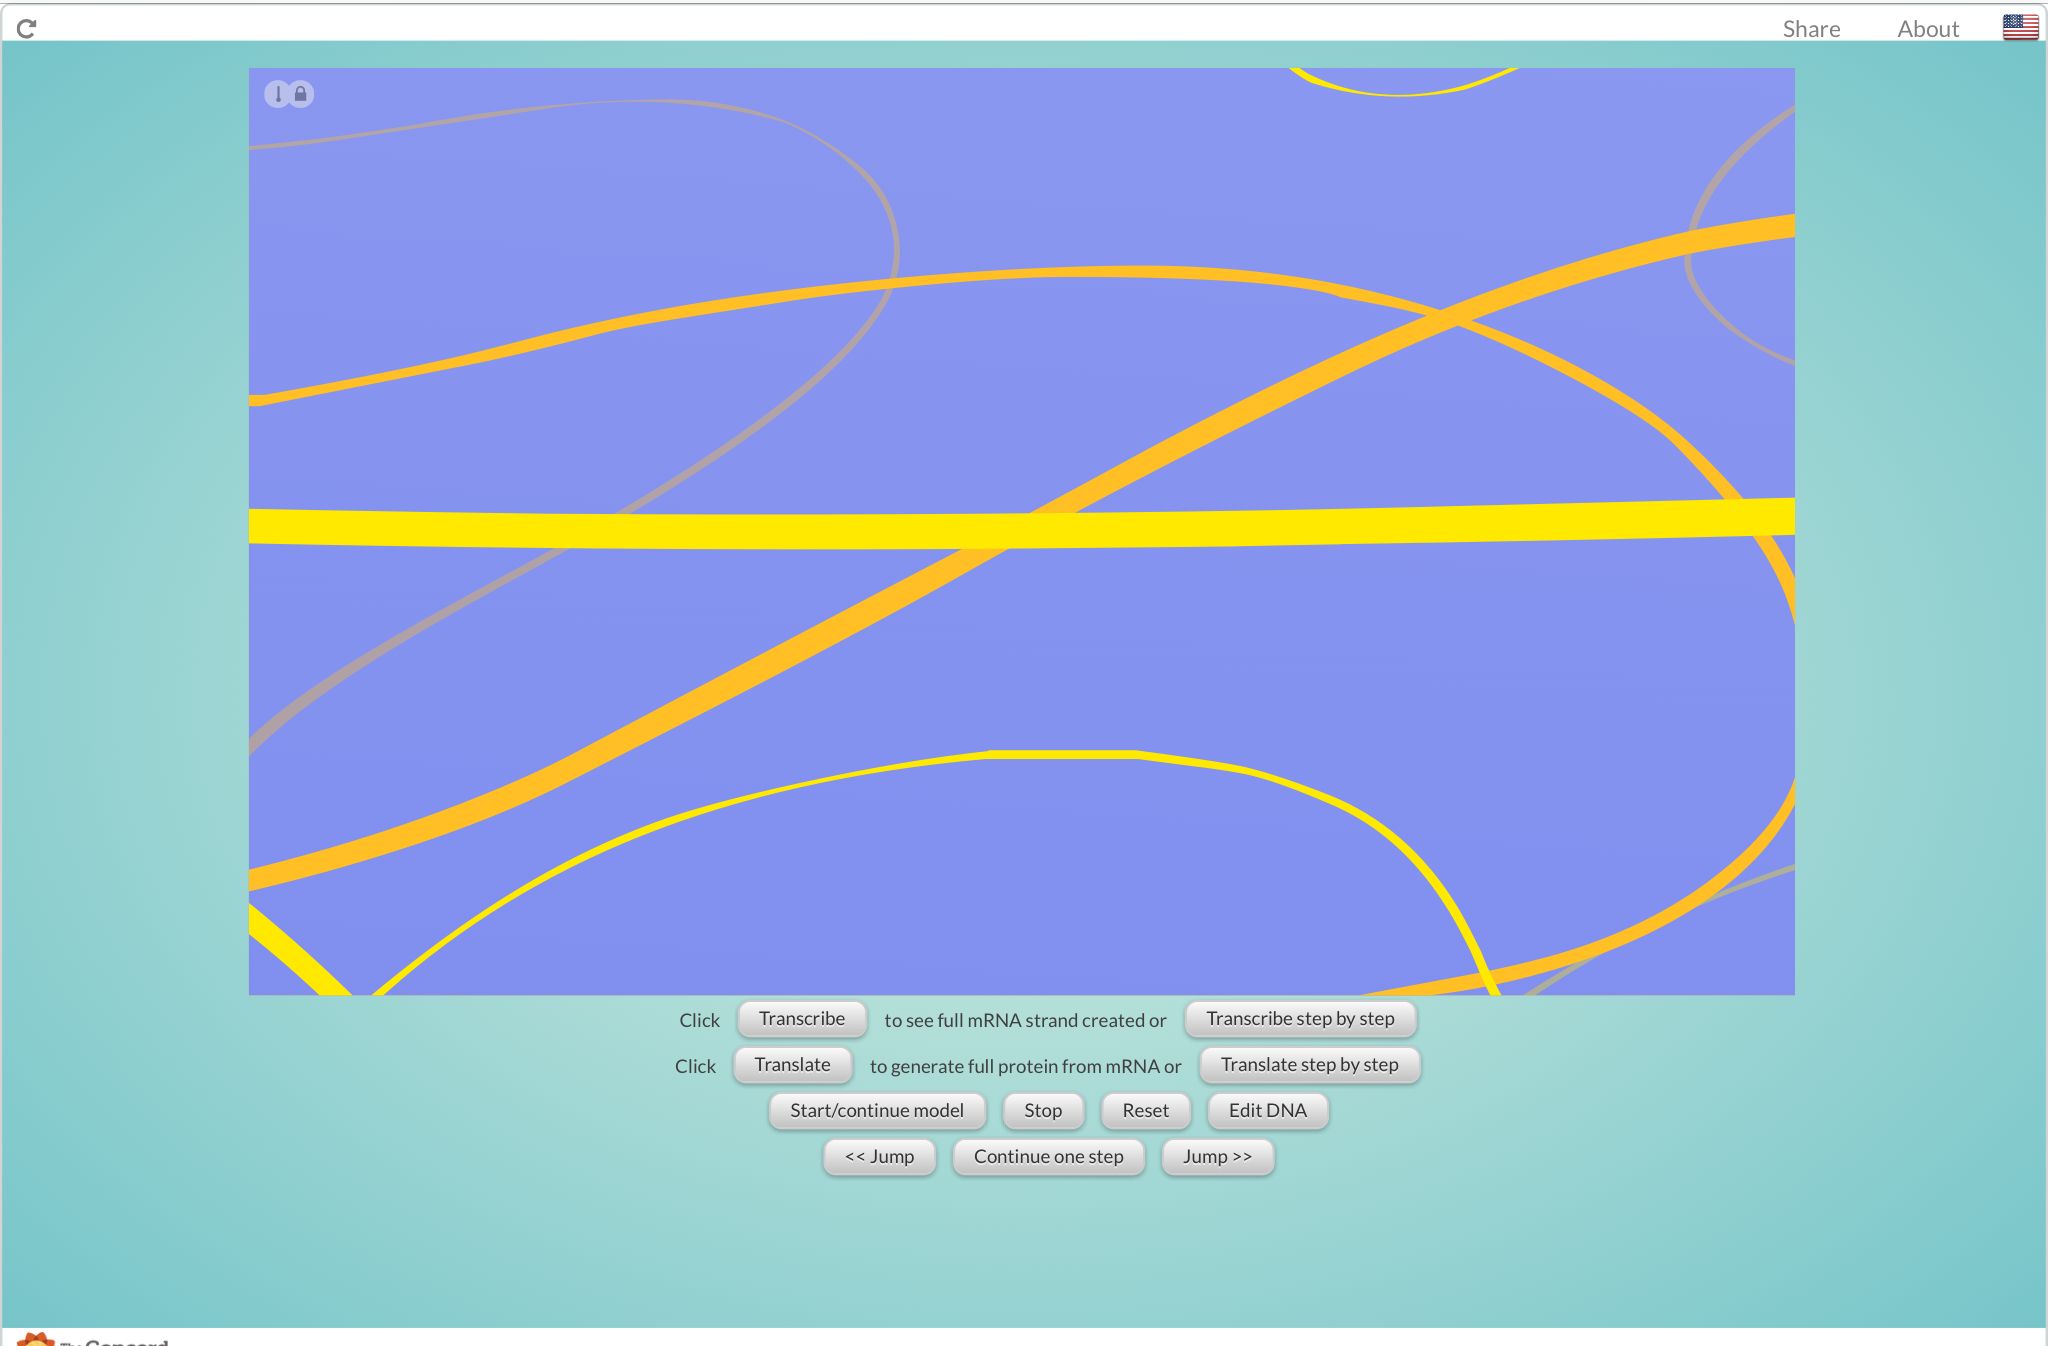 Share About
Click Transcribe to see full mRNA strand created or Transcribe step by step
Click Translate to generate full protein from mRNA or Translate step by step
Start/continue model Stop Reset Edit DNA
<< Jump Continue one step Jump >>
The Concord